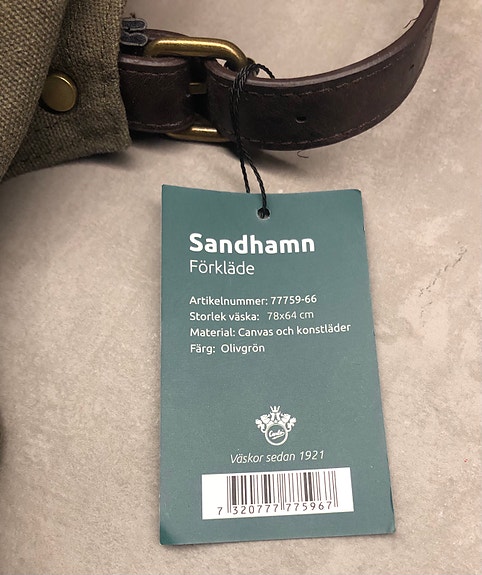 Sandhamn
Förkläde
Artikelnummer: 77759-66
Storlek väska: 78x64 cm
Material: Canvas och konstläder
Färg: Olivgrön
Väskor sedan 1921
7 320777 775967